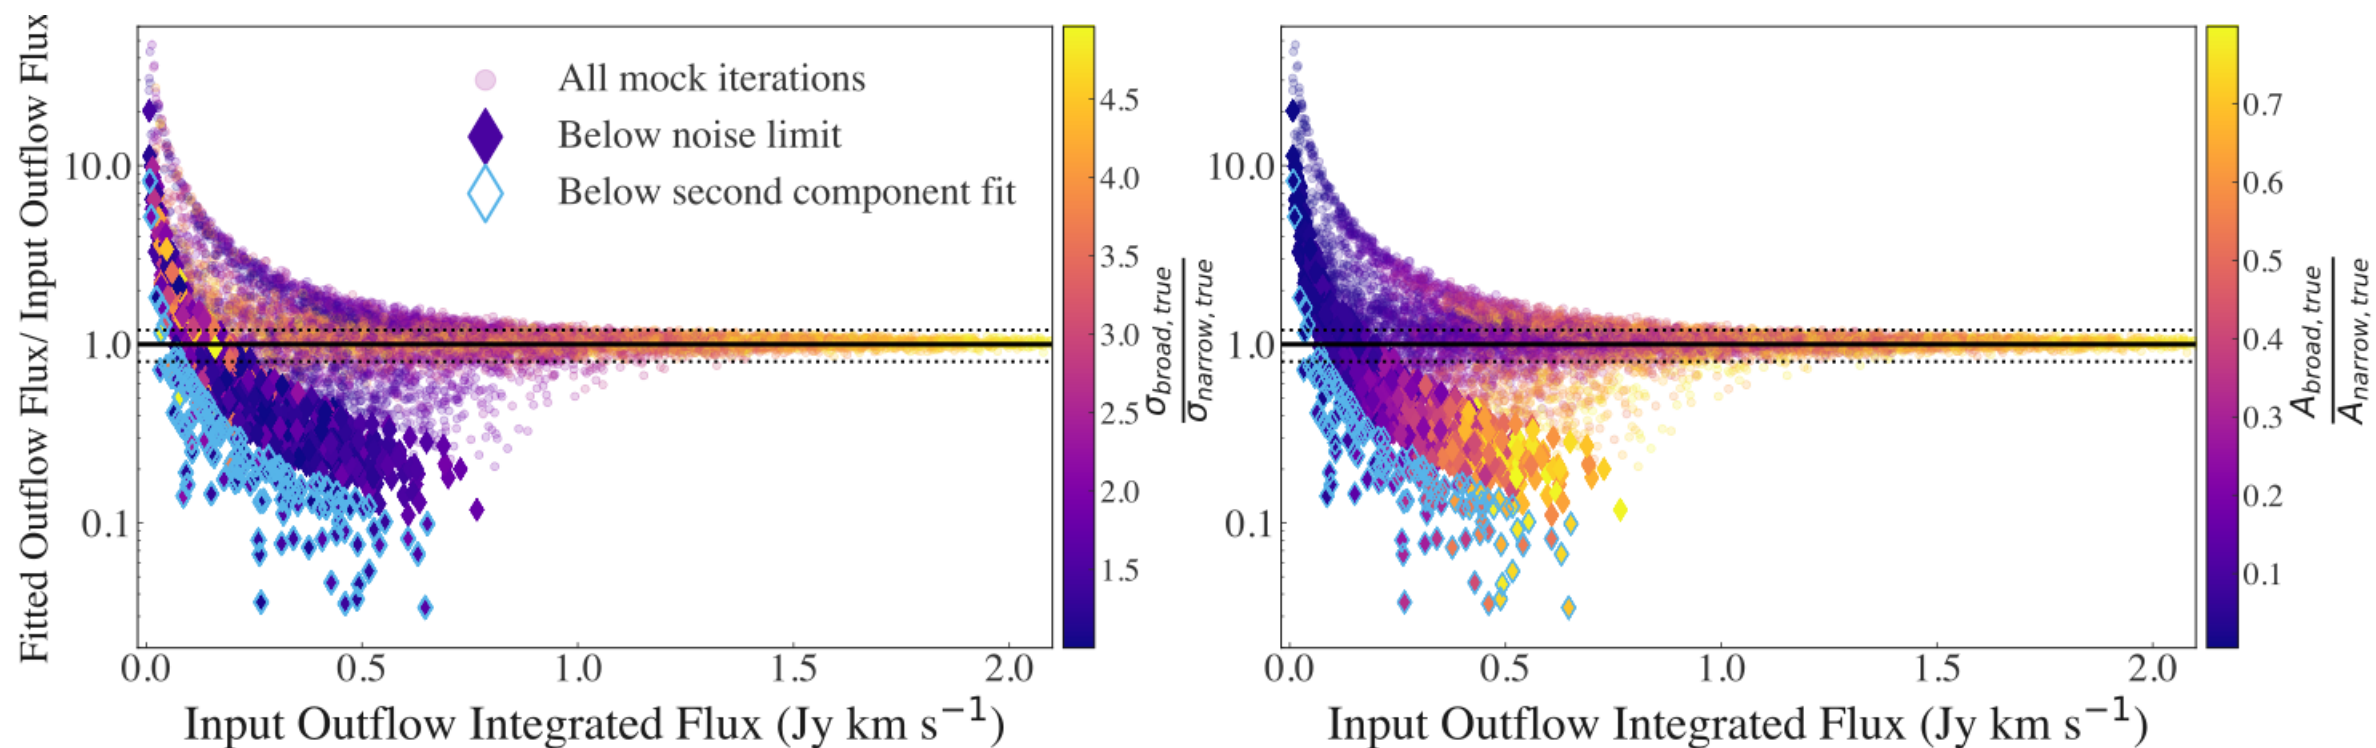 Fitted Outflow Flux/ Input Outflow Flux
10.0
1.0
0.1
All mock iterations
Below noise limit
Below second component fit
0.0 0.5 1.0 1.5 2.0
Input Outflow Integrated Flux (Jy km s⁻¹)
4.5
4.0
3.5
3.0
2.5
2.0
1.5
σbroad, true
σnarrow, true
10.0
1.0
0.1
0.0 0.5 1.0 1.5 2.0
Input Outflow Integrated Flux (Jy km s⁻¹)
0.7
0.6
0.5
0.4
0.3
0.2
0.1
Abroad, true
Anarrow, true